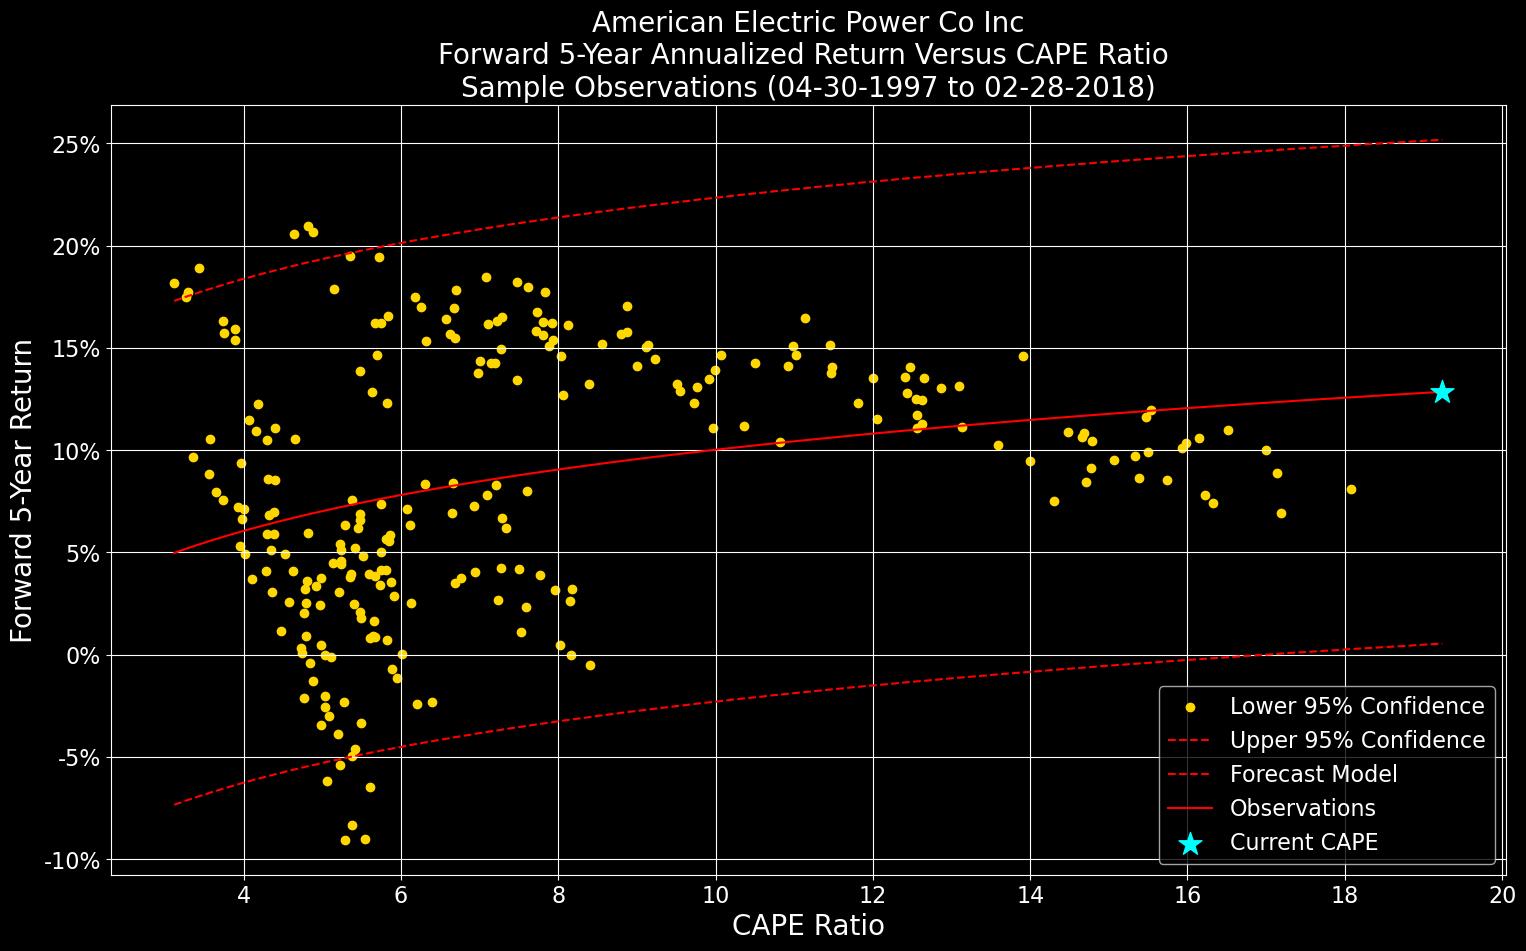 American Electric Power Co Inc
Forward 5-Year Annualized Return Versus CAPE Ratio
Sample Observations (04-30-1997 to 02-28-2018)
Forward 5-Year Return
25%
20%
15%
10%
5%
0%
-5%
-10%
Lower 95% Confidence
Upper 95% Confidence
Forecast Model
Observations
Current CAPE
4 6 8 10 12 14 16 18 20
CAPE Ratio